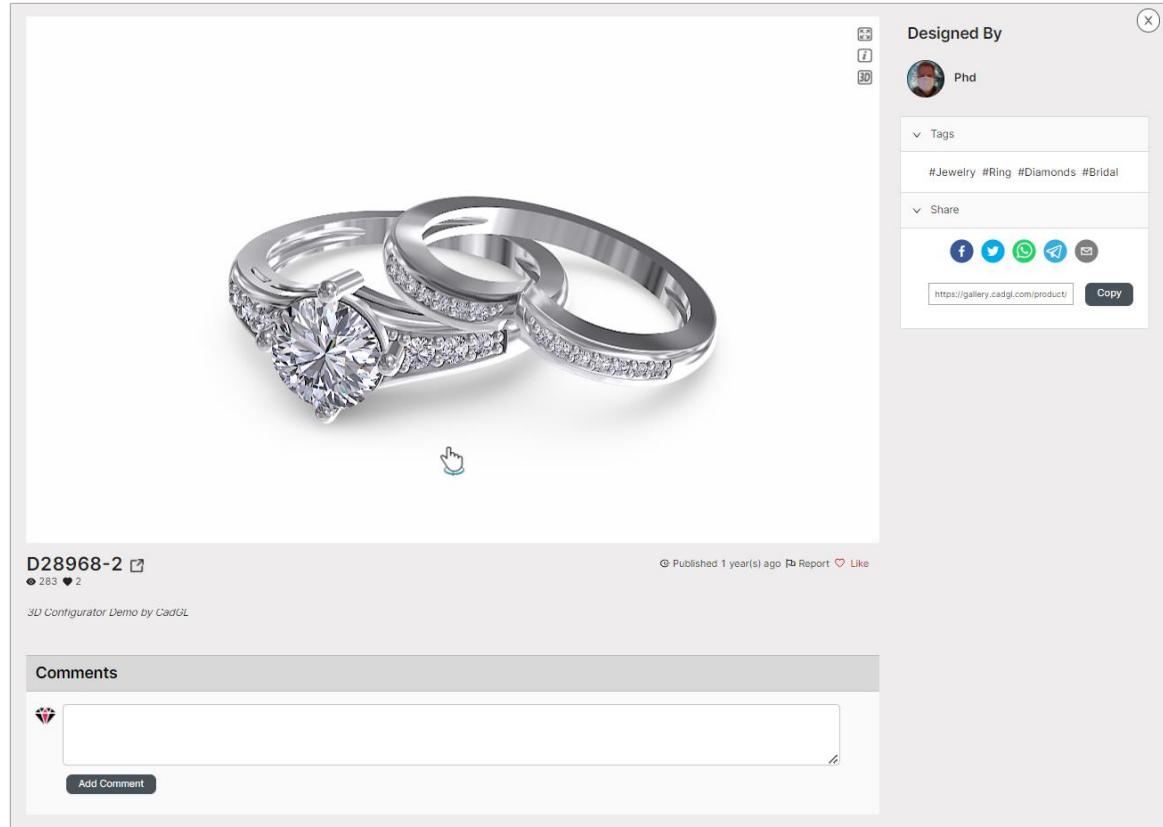 3D
Designed By
Phd
Tags
#Jewelry #Ring #Diamonds #Bridal
Share
https://gallery.cadgl.com/product/
Copy
D28968-2
283 2
Published 1 year(s) ago Report Like
3D Configurator Demo by CadGL
Comments
Add Comment